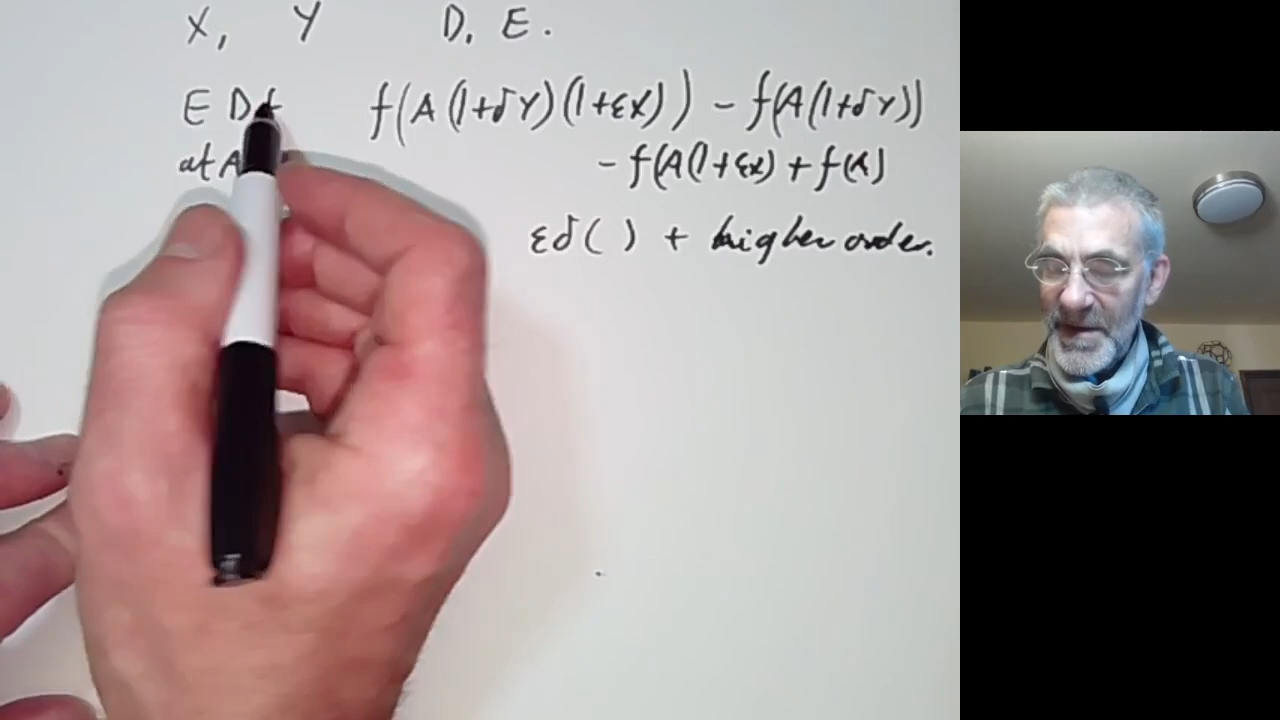 X, Y D, E.
E D f f(A(1+δY)(1+εX)) − f(A(1+δY))
at A − f(A(1+εX) + f(A)
εδ( ) + higher order.